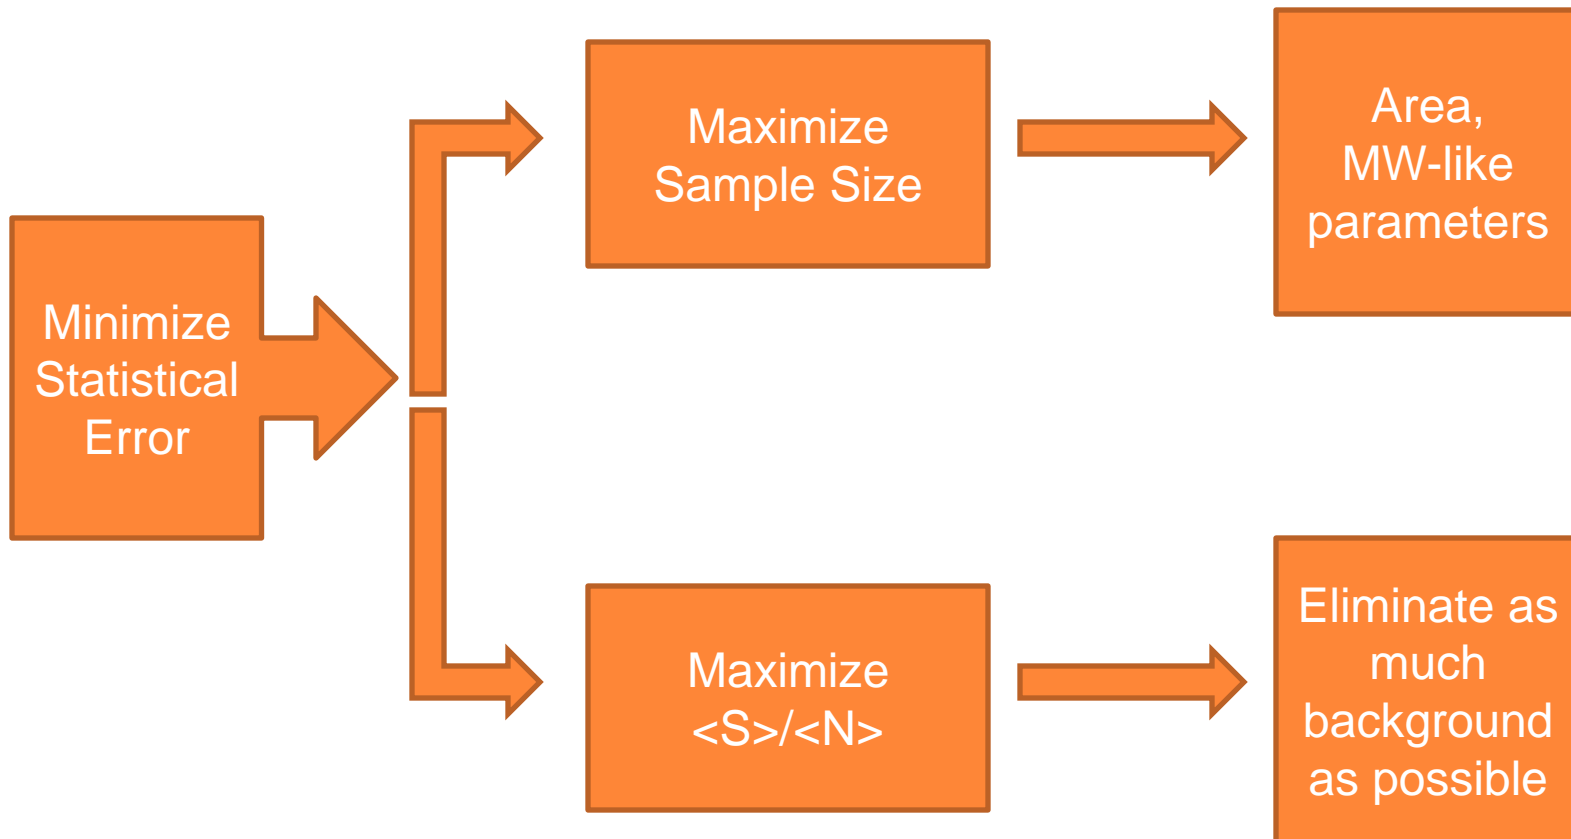 Minimize
Statistical
Error
Maximize
Sample Size
Area,
MW-like
parameters
Maximize
<S>/<N>
Eliminate as
much
background
as possible